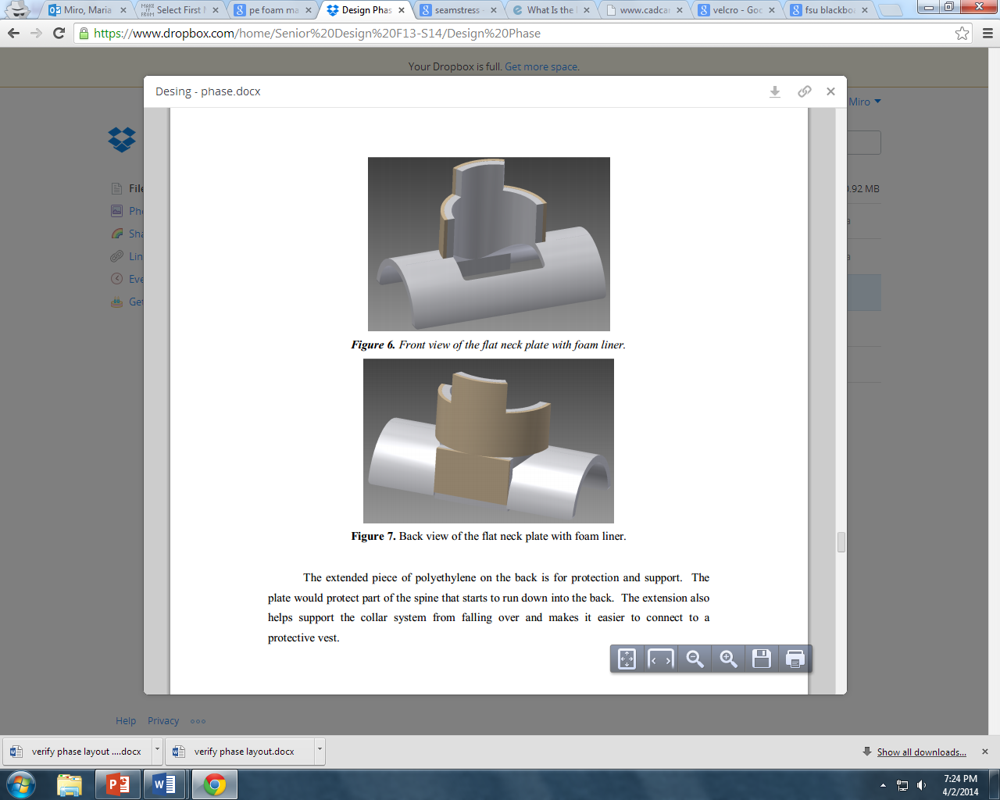 Miro, Maria
MAKE IT FROM
Select First M
pe foam ma
Design Phas
seamstress -
What Is the
www.cadcar
velcro - Goo
fsu blackboa
https://www.dropbox.com/home/Senior%20Design%20F13-S14/Design%20Phase
Your Dropbox is full. Get more space.
Desing - phase.docx
Miro
File
Pho
Sha
Lin
Eve
Get
0.92 MB
a
a
Figure 6. Front view of the flat neck plate with foam liner.
Figure 7. Back view of the flat neck plate with foam liner.
The extended piece of polyethylene on the back is for protection and support. The
plate would protect part of the spine that starts to run down into the back. The extension also
helps support the collar system from falling over and makes it easier to connect to a
protective vest.
Help Privacy
verify phase layout ....docx
verify phase layout.docx
Show all downloads...
7:24 PM
4/2/2014